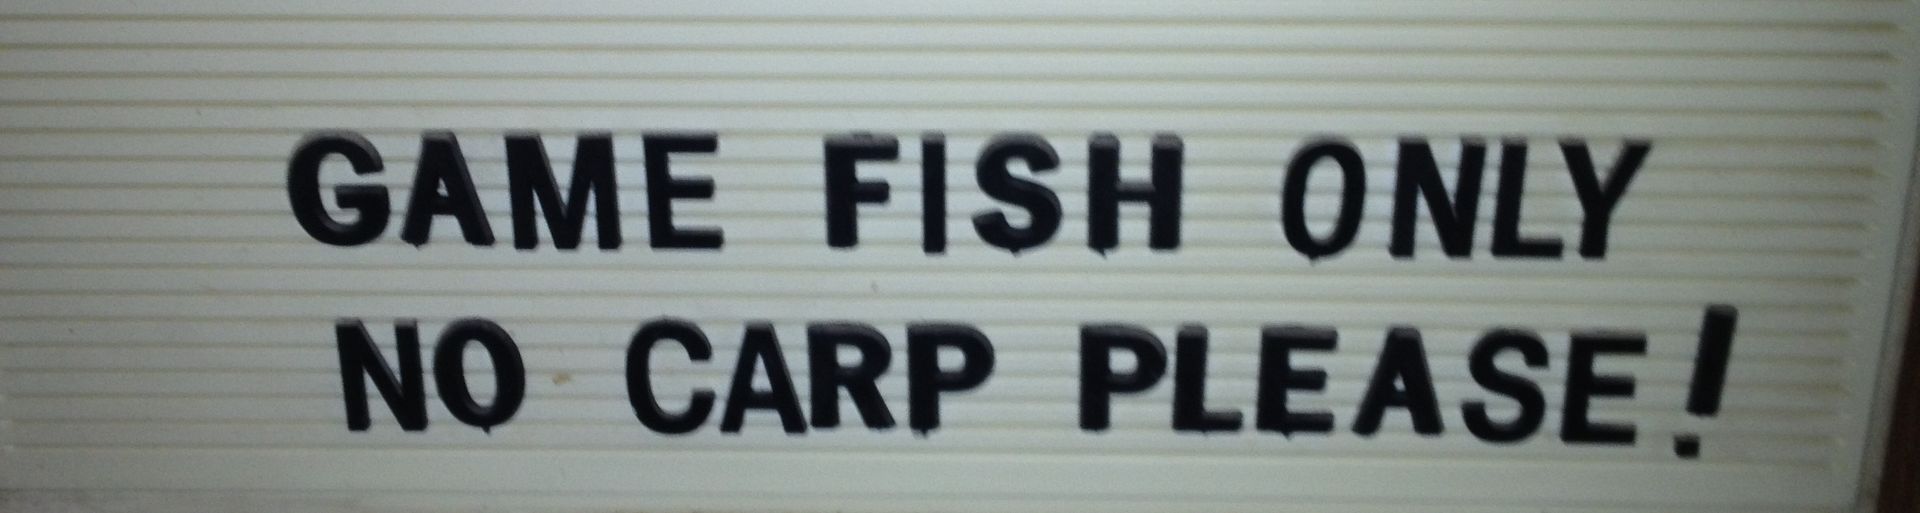 GAME FISH ONLY
NO CARP PLEASE!